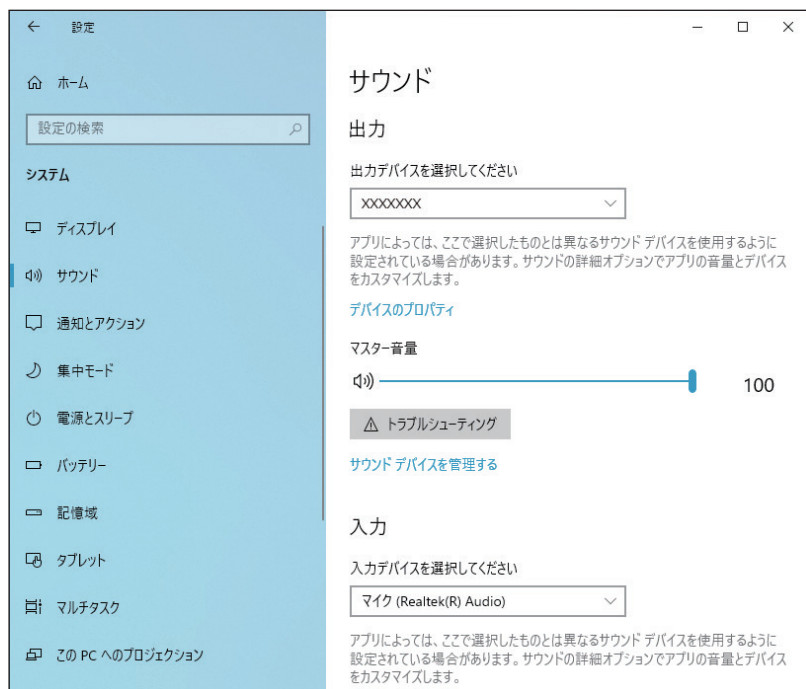 設定
ホーム
設定の検索
システム
ディスプレイ
サウンド
通知とアクション
集中モード
電源とスリープ
バッテリー
記憶域
タブレット
マルチタスク
この PC へのプロジェクション
サウンド
出力
出力デバイスを選択してください
XXXXXXX
アプリによっては、ここで選択したものとは異なるサウンド デバイスを使用するように
設定されている場合があります。サウンドの詳細オプションでアプリの音量とデバイス
をカスタマイズします。
デバイスのプロパティ
マスター音量
100
トラブルシューティング
サウンド デバイスを管理する
入力
入力デバイスを選択してください
マイク (Realtek(R) Audio)
アプリによっては、ここで選択したものとは異なるサウンド デバイスを使用するように
設定されている場合があります。サウンドの詳細オプションでアプリの音量とデバイス
をカスタマイズします。